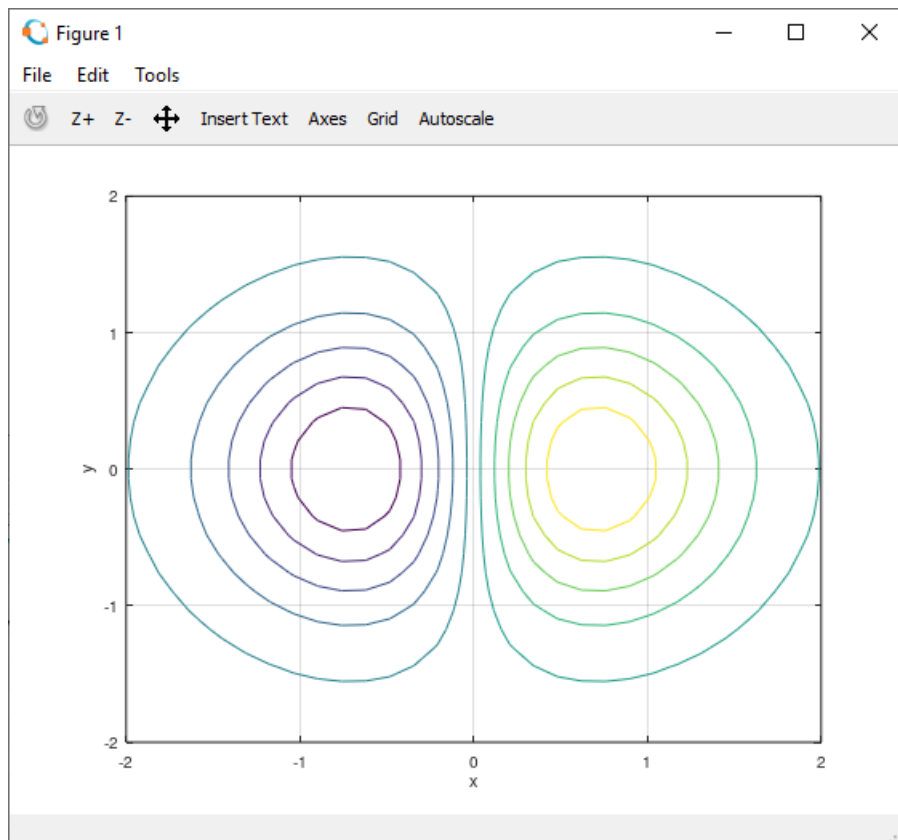 Figure 1
File Edit Tools
Z+ Z- Insert Text Axes Grid Autoscale
2
1
0
-1
-2
y
-2 -1 0 1 2
x